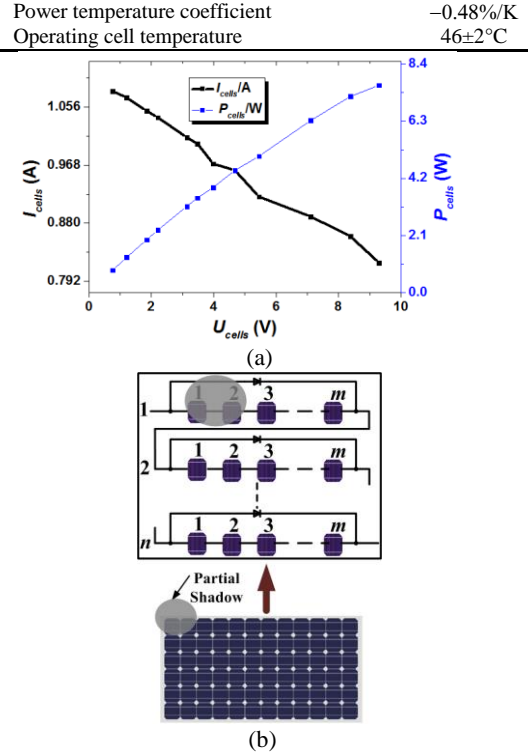 Power temperature coefficient −0.48%/K
Operating cell temperature 46±2°C
I_cells/A
P_cells/W
1.056
0.968
0.880
0.792
I_cells (A)
8.4
6.3
4.2
2.1
0.0
P_cells (W)
0 2 4 6 8 10
U_cells (V)
(a)
1 2 3 m
1
1 2 3 m
2
1 2 3 m
n
Partial
Shadow
(b)